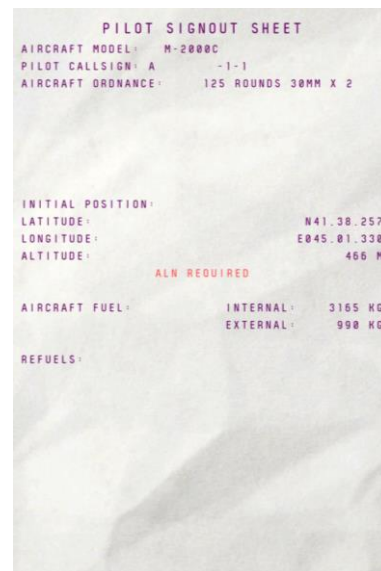 PILOT SIGNOUT SHEET
AIRCRAFT MODEL: M-2000C
PILOT CALLSIGN: A -1-1
AIRCRAFT ORDNANCE: 125 ROUNDS 30MM X 2
INITIAL POSITION:
LATITUDE: N41.38.257
LONGITUDE: E045.01.330
ALTITUDE: 466 M
ALN REQUIRED
AIRCRAFT FUEL: INTERNAL: 3165 KG
EXTERNAL: 990 KG
REFUELS: